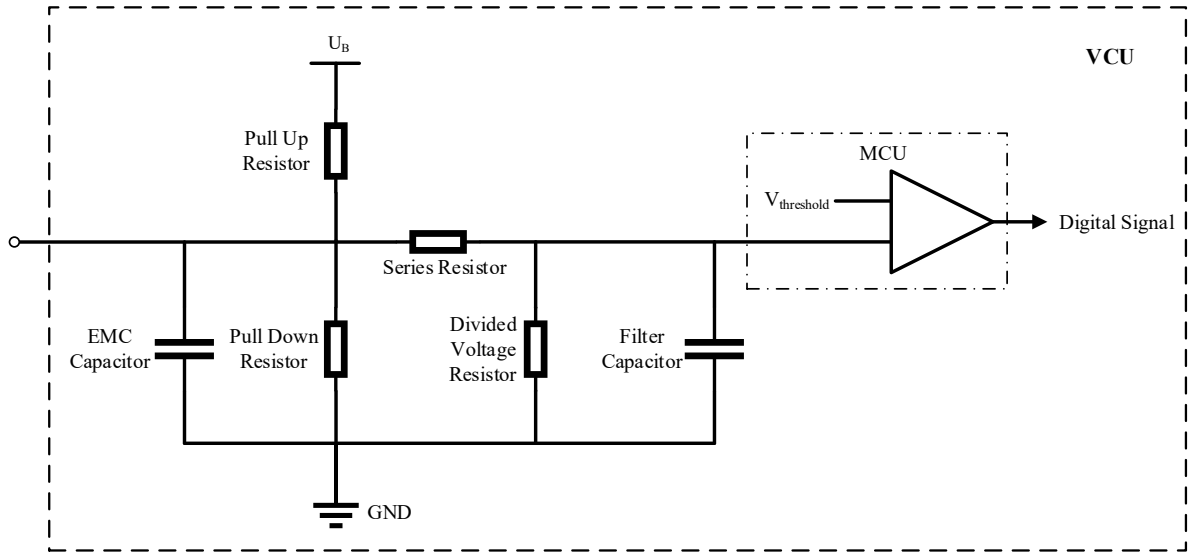 U_B
VCU
Pull Up
Resistor
MCU
V_threshold
Digital Signal
Series Resistor
EMC
Capacitor
Pull Down
Resistor
Divided
Voltage
Resistor
Filter
Capacitor
GND